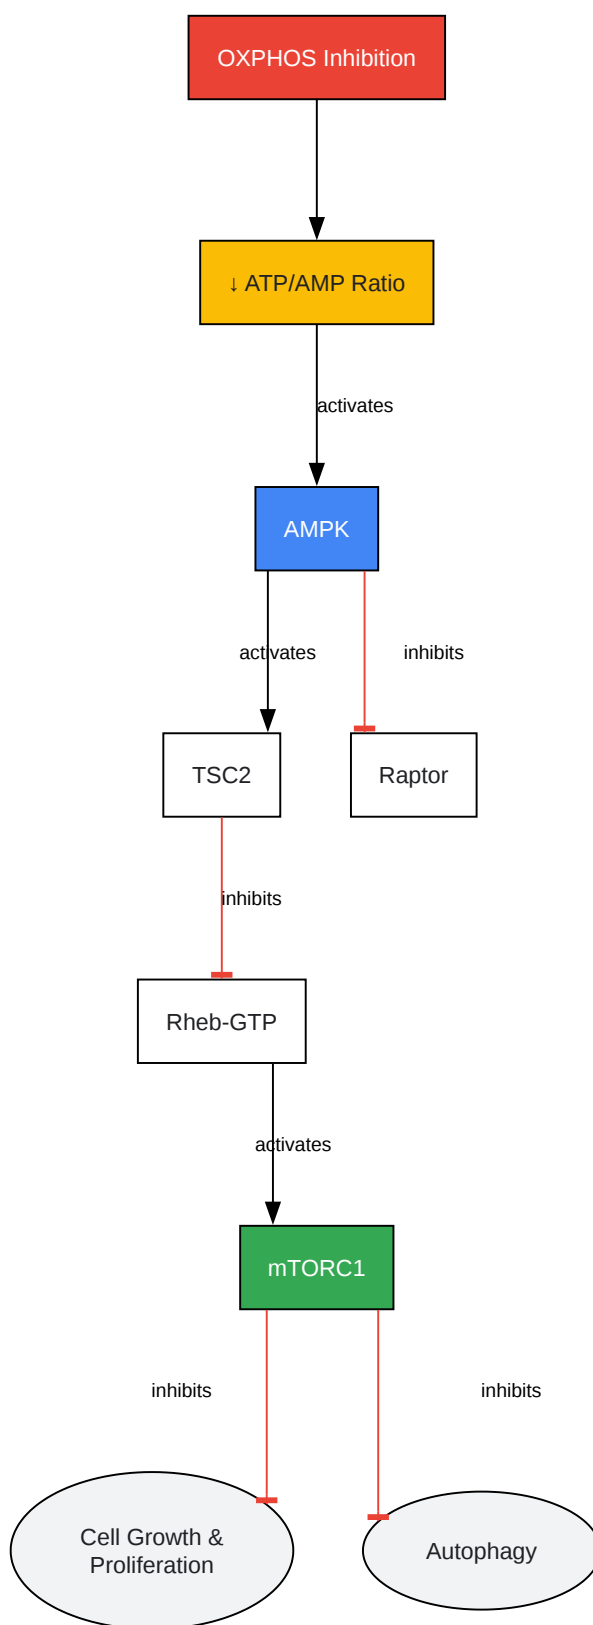 OXPHOS Inhibition
↓ ATP/AMP Ratio
activates
AMPK
activates
inhibits
TSC2
Raptor
inhibits
Rheb-GTP
activates
mTORC1
inhibits
inhibits
Cell Growth &
Proliferation
Autophagy